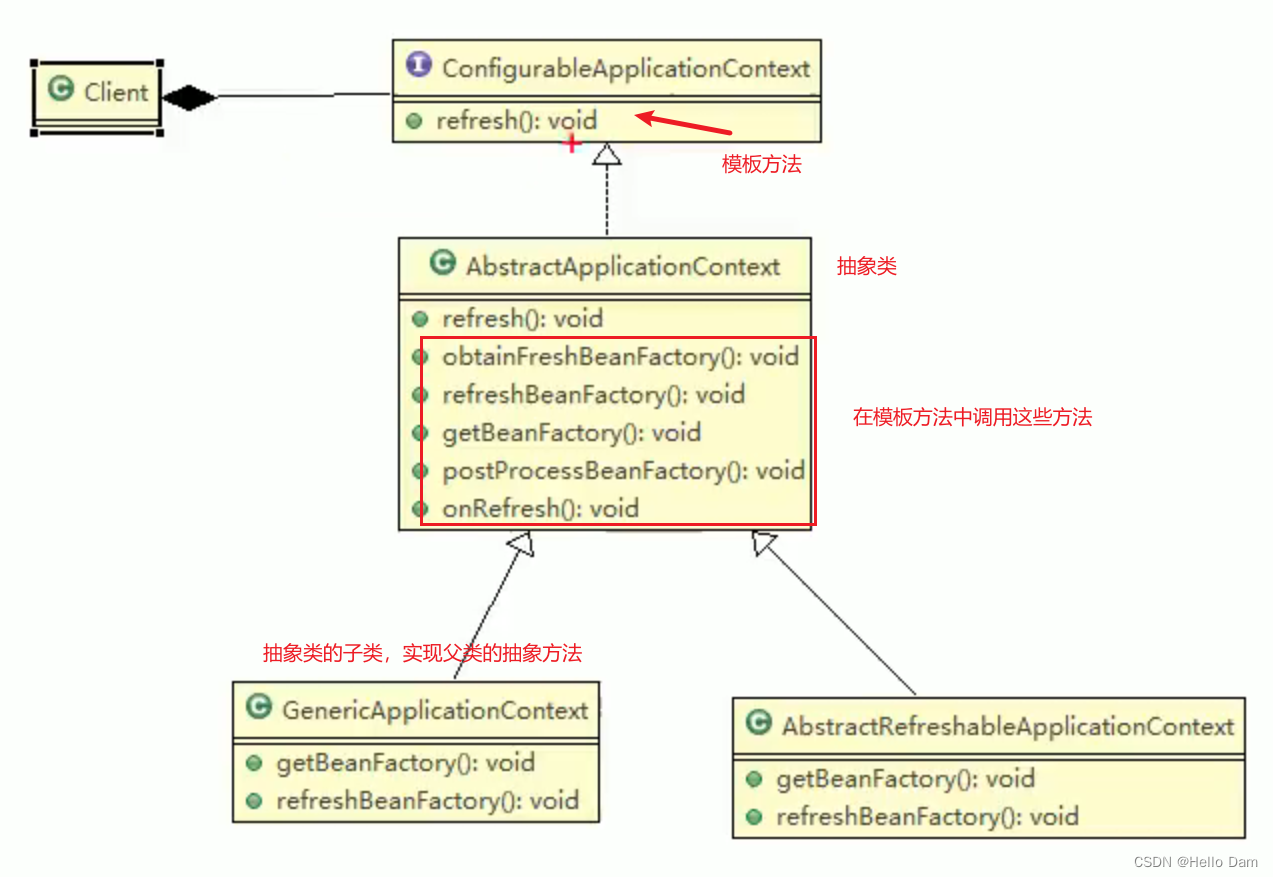 Client
ConfigurableApplicationContext
refresh(): void
模板方法
AbstractApplicationContext
抽象类
refresh(): void
obtainFreshBeanFactory(): void
refreshBeanFactory(): void
getBeanFactory(): void
postProcessBeanFactory(): void
onRefresh(): void
在模板方法中调用这些方法
抽象类的子类，实现父类的抽象方法
GenericApplicationContext
getBeanFactory(): void
refreshBeanFactory(): void
AbstractRefreshableApplicationContext
getBeanFactory(): void
refreshBeanFactory(): void
CSDN @Hello Dam